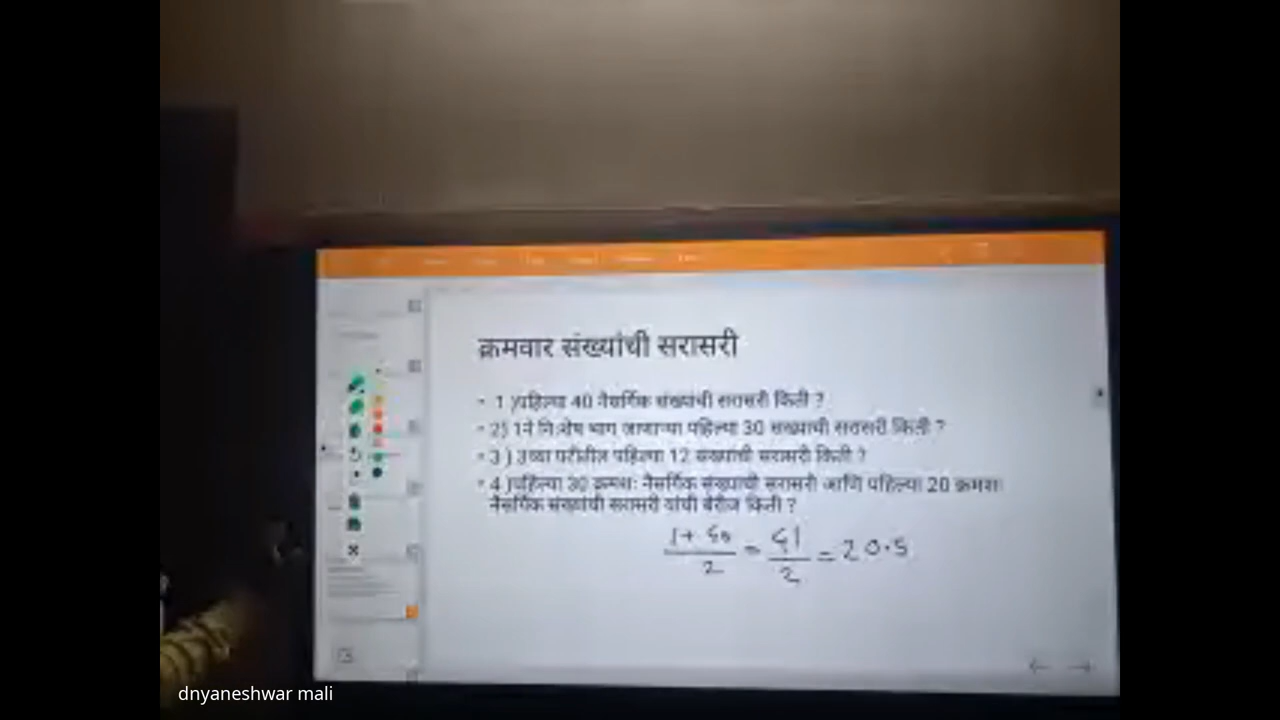 क्रमवार संख्यांची सरासरी
1 )पहिल्या 40 नैसर्गिक संख्यांची सरासरी किती ?
2) 1ने नि:शेष भाग जाणाऱ्या पहिल्या 30 संख्यांची सरासरी किती ?
3 ) 3च्या पटीतील पहिल्या 12 संख्यांची सरासरी किती ?
4 )पहिल्या 30 क्रमशः नैसर्गिक संख्यांची सरासरी आणि पहिल्या 20 क्रमशः
नैसर्गिक संख्यांची सरासरी यांची बेरीज किती ?
1+ 40 / 2 = 41 / 2 = 20.5
dnyaneshwar mali